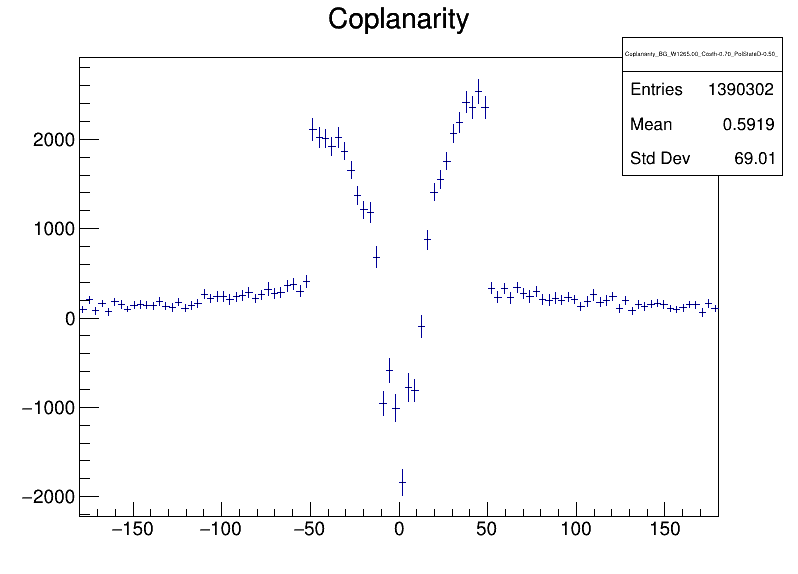 Coplanarity
Coplanarity_BG_W1265.00_Costh-0.70_PolStateD-0.50_
Entries 1390302
Mean 0.5919
Std Dev 69.01
2000
1000
0
−1000
−2000
−150 −100 −50 0 50 100 150